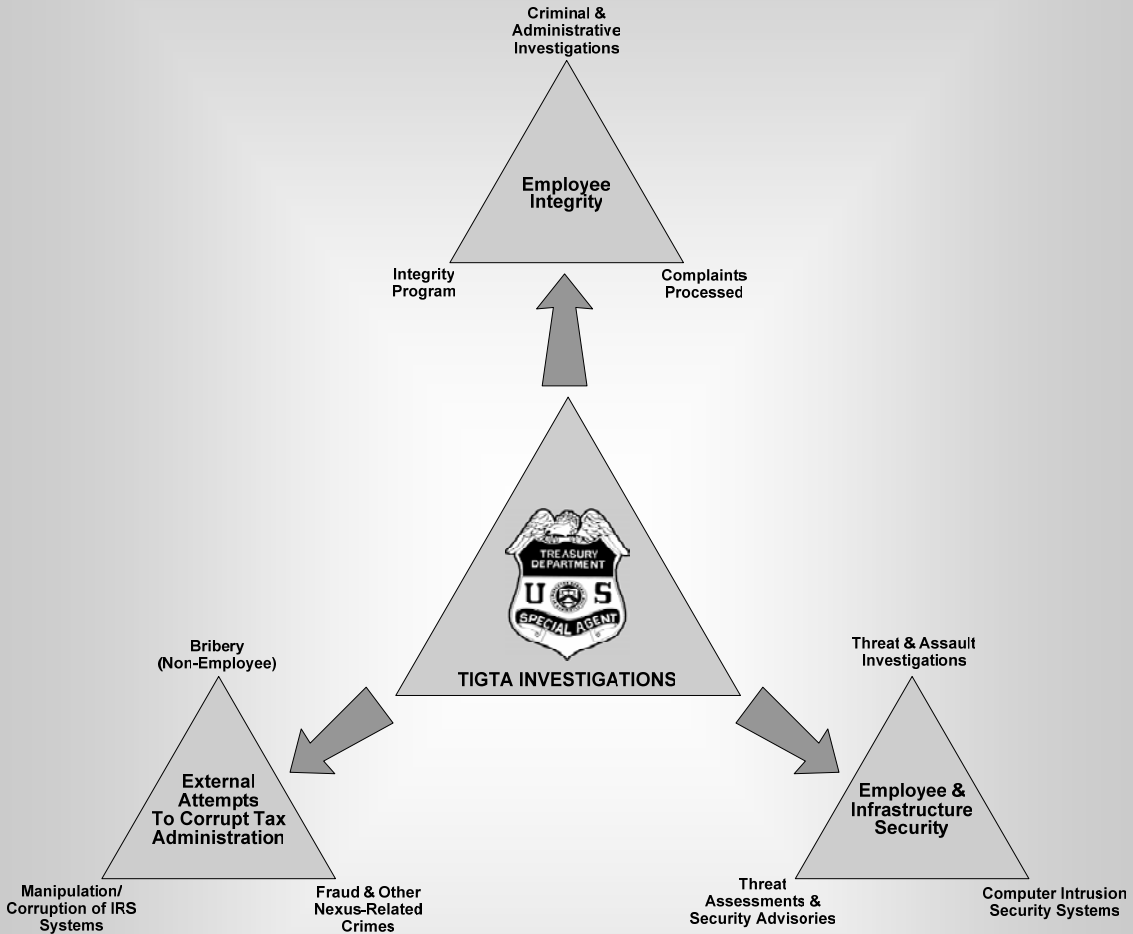 Criminal &
Administrative
Investigations
Employee
Integrity
Integrity
Program
Complaints
Processed
TREASURY
DEPARTMENT
U S
SPECIAL AGENT
TIGTA INVESTIGATIONS
Bribery
(Non-Employee)
External
Attempts
To Corrupt Tax
Administration
Manipulation/
Corruption of IRS
Systems
Fraud & Other
Nexus-Related
Crimes
Threat & Assault
Investigations
Employee &
Infrastructure
Security
Threat
Assessments &
Security Advisories
Computer Intrusion
Security Systems